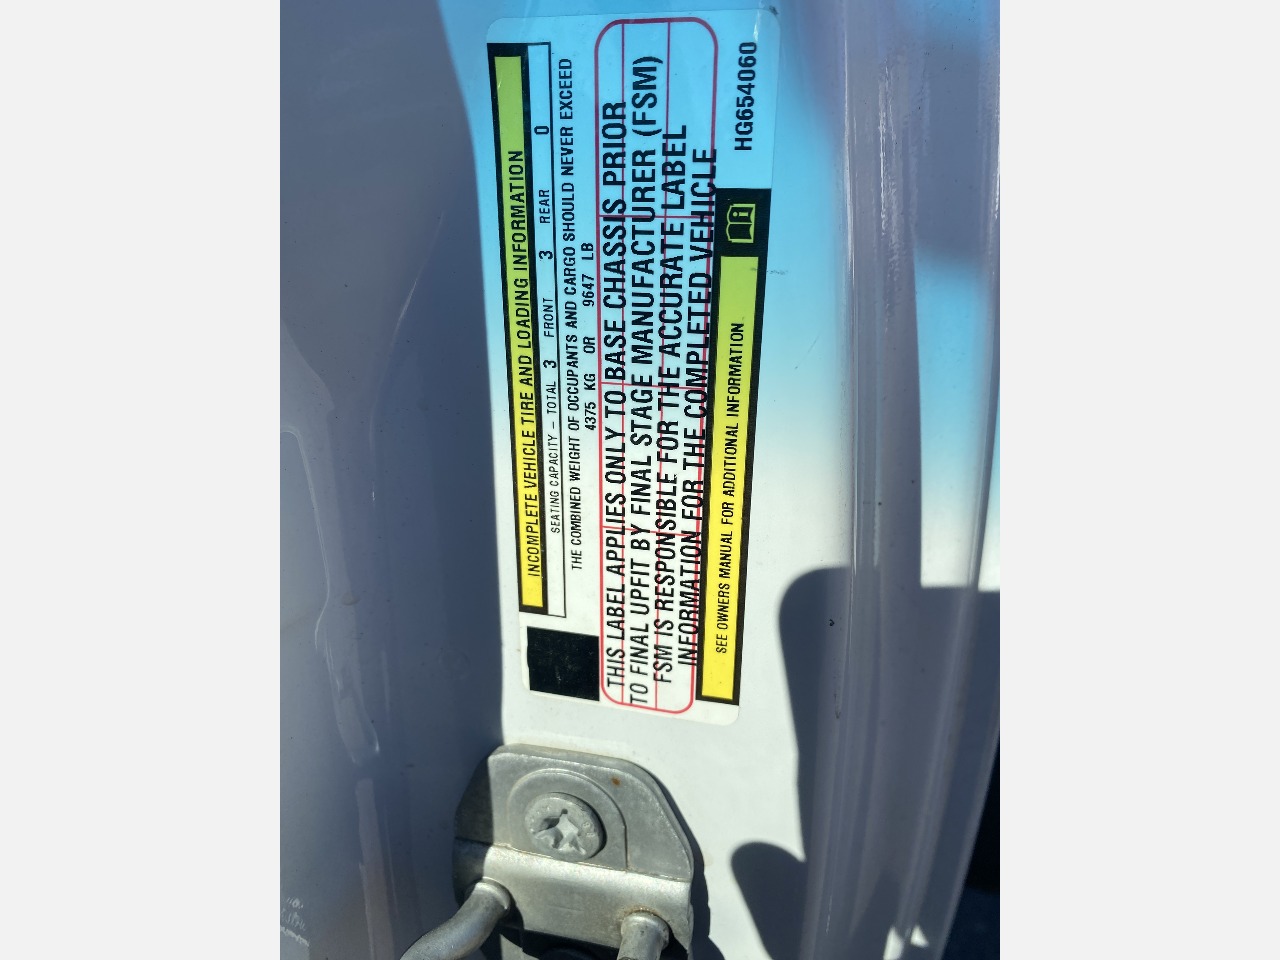 INCOMPLETE VEHICLE TIRE AND LOADING INFORMATION
SEATING CAPACITY – TOTAL 3 FRONT 3 REAR 0
THE COMBINED WEIGHT OF OCCUPANTS AND CARGO SHOULD NEVER EXCEED
4375 KG OR 9647 LB
THIS LABEL APPLIES ONLY TO BASE CHASSIS PRIOR
TO FINAL UPFIT BY FINAL STAGE MANUFACTURER (FSM)
FSM IS RESPONSIBLE FOR THE ACCURATE LABEL
INFORMATION FOR THE COMPLETED VEHICLE
SEE OWNERS MANUAL FOR ADDITIONAL INFORMATION
HG654060